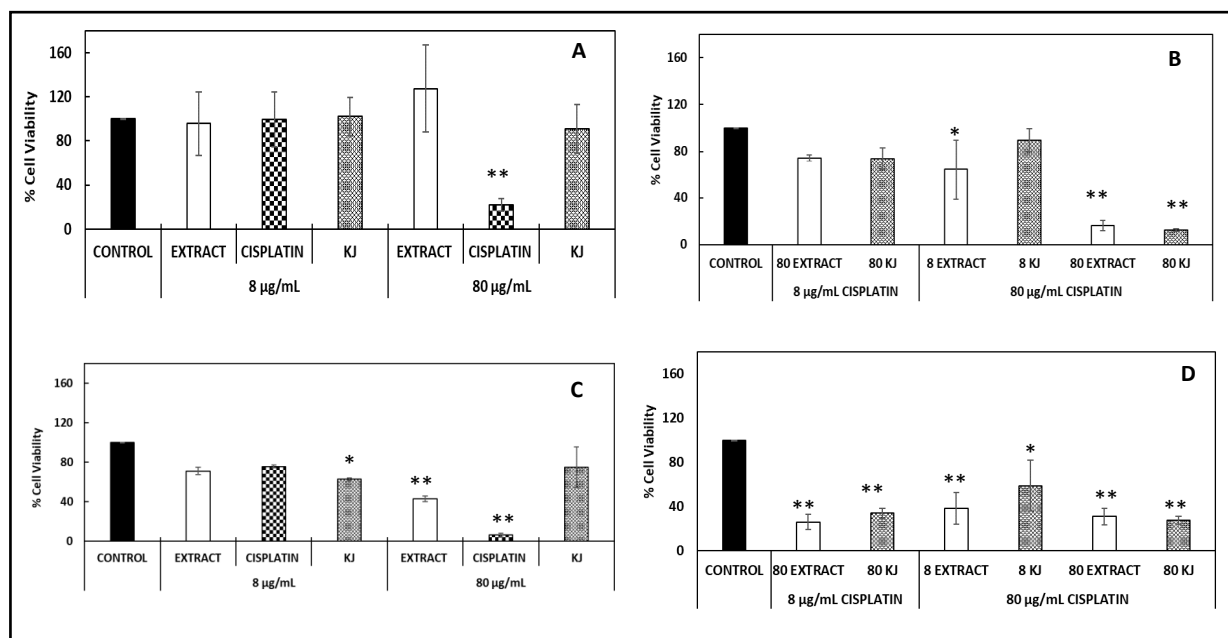 A
% Cell Viability
160
120
80
40
0
CONTROL EXTRACT CISPLATIN KJ EXTRACT CISPLATIN KJ
8 µg/mL 80 µg/mL
**
B
% Cell Viability
160
120
80
40
0
* ** **
CONTROL 80 EXTRACT 80 KJ 8 EXTRACT 8 KJ 80 EXTRACT 80 KJ
8 µg/mL CISPLATIN 80 µg/mL CISPLATIN
C
% Cell Viability
160
120
80
40
0
* ** **
CONTROL EXTRACT CISPLATIN KJ EXTRACT CISPLATIN KJ
8 µg/mL 80 µg/mL
D
% Cell Viability
160
120
80
40
0
** ** ** * ** **
CONTROL 80 EXTRACT 80 KJ 8 EXTRACT 8 KJ 80 EXTRACT 80 KJ
8 µg/mL CISPLATIN 80 µg/mL CISPLATIN